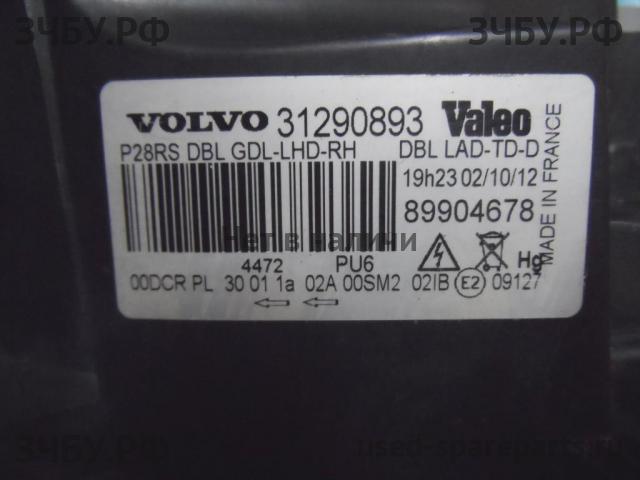 ЗЧБУ.РФ ЗЧБУ.РФ
VOLVO 31290893 Valeo
P28RS DBL GDL-LHD-RH DBL LAD-TD-D
19h23 02/10/12
89904678
MADE IN FRANCE
Нет в наличи
4472 PU6
Hg
00DCR PL 30 01 1a 02A 00SM2 02IB E2 09127
ЗЧБУ.РФ
used-spareparts.ru